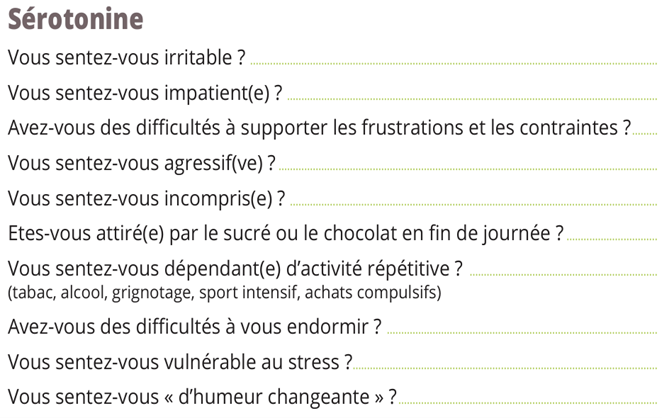 Sérotonine
Vous sentez-vous irritable ?
Vous sentez-vous impatient(e) ?
Avez-vous des difficultés à supporter les frustrations et les contraintes ?
Vous sentez-vous agressif(ve) ?
Vous sentez-vous incompris(e) ?
Etes-vous attiré(e) par le sucré ou le chocolat en fin de journée ?
Vous sentez-vous dépendant(e) d’activité répétitive ?
(tabac, alcool, grignotage, sport intensif, achats compulsifs)
Avez-vous des difficultés à vous endormir ?
Vous sentez-vous vulnérable au stress ?
Vous sentez-vous « d’humeur changeante » ?